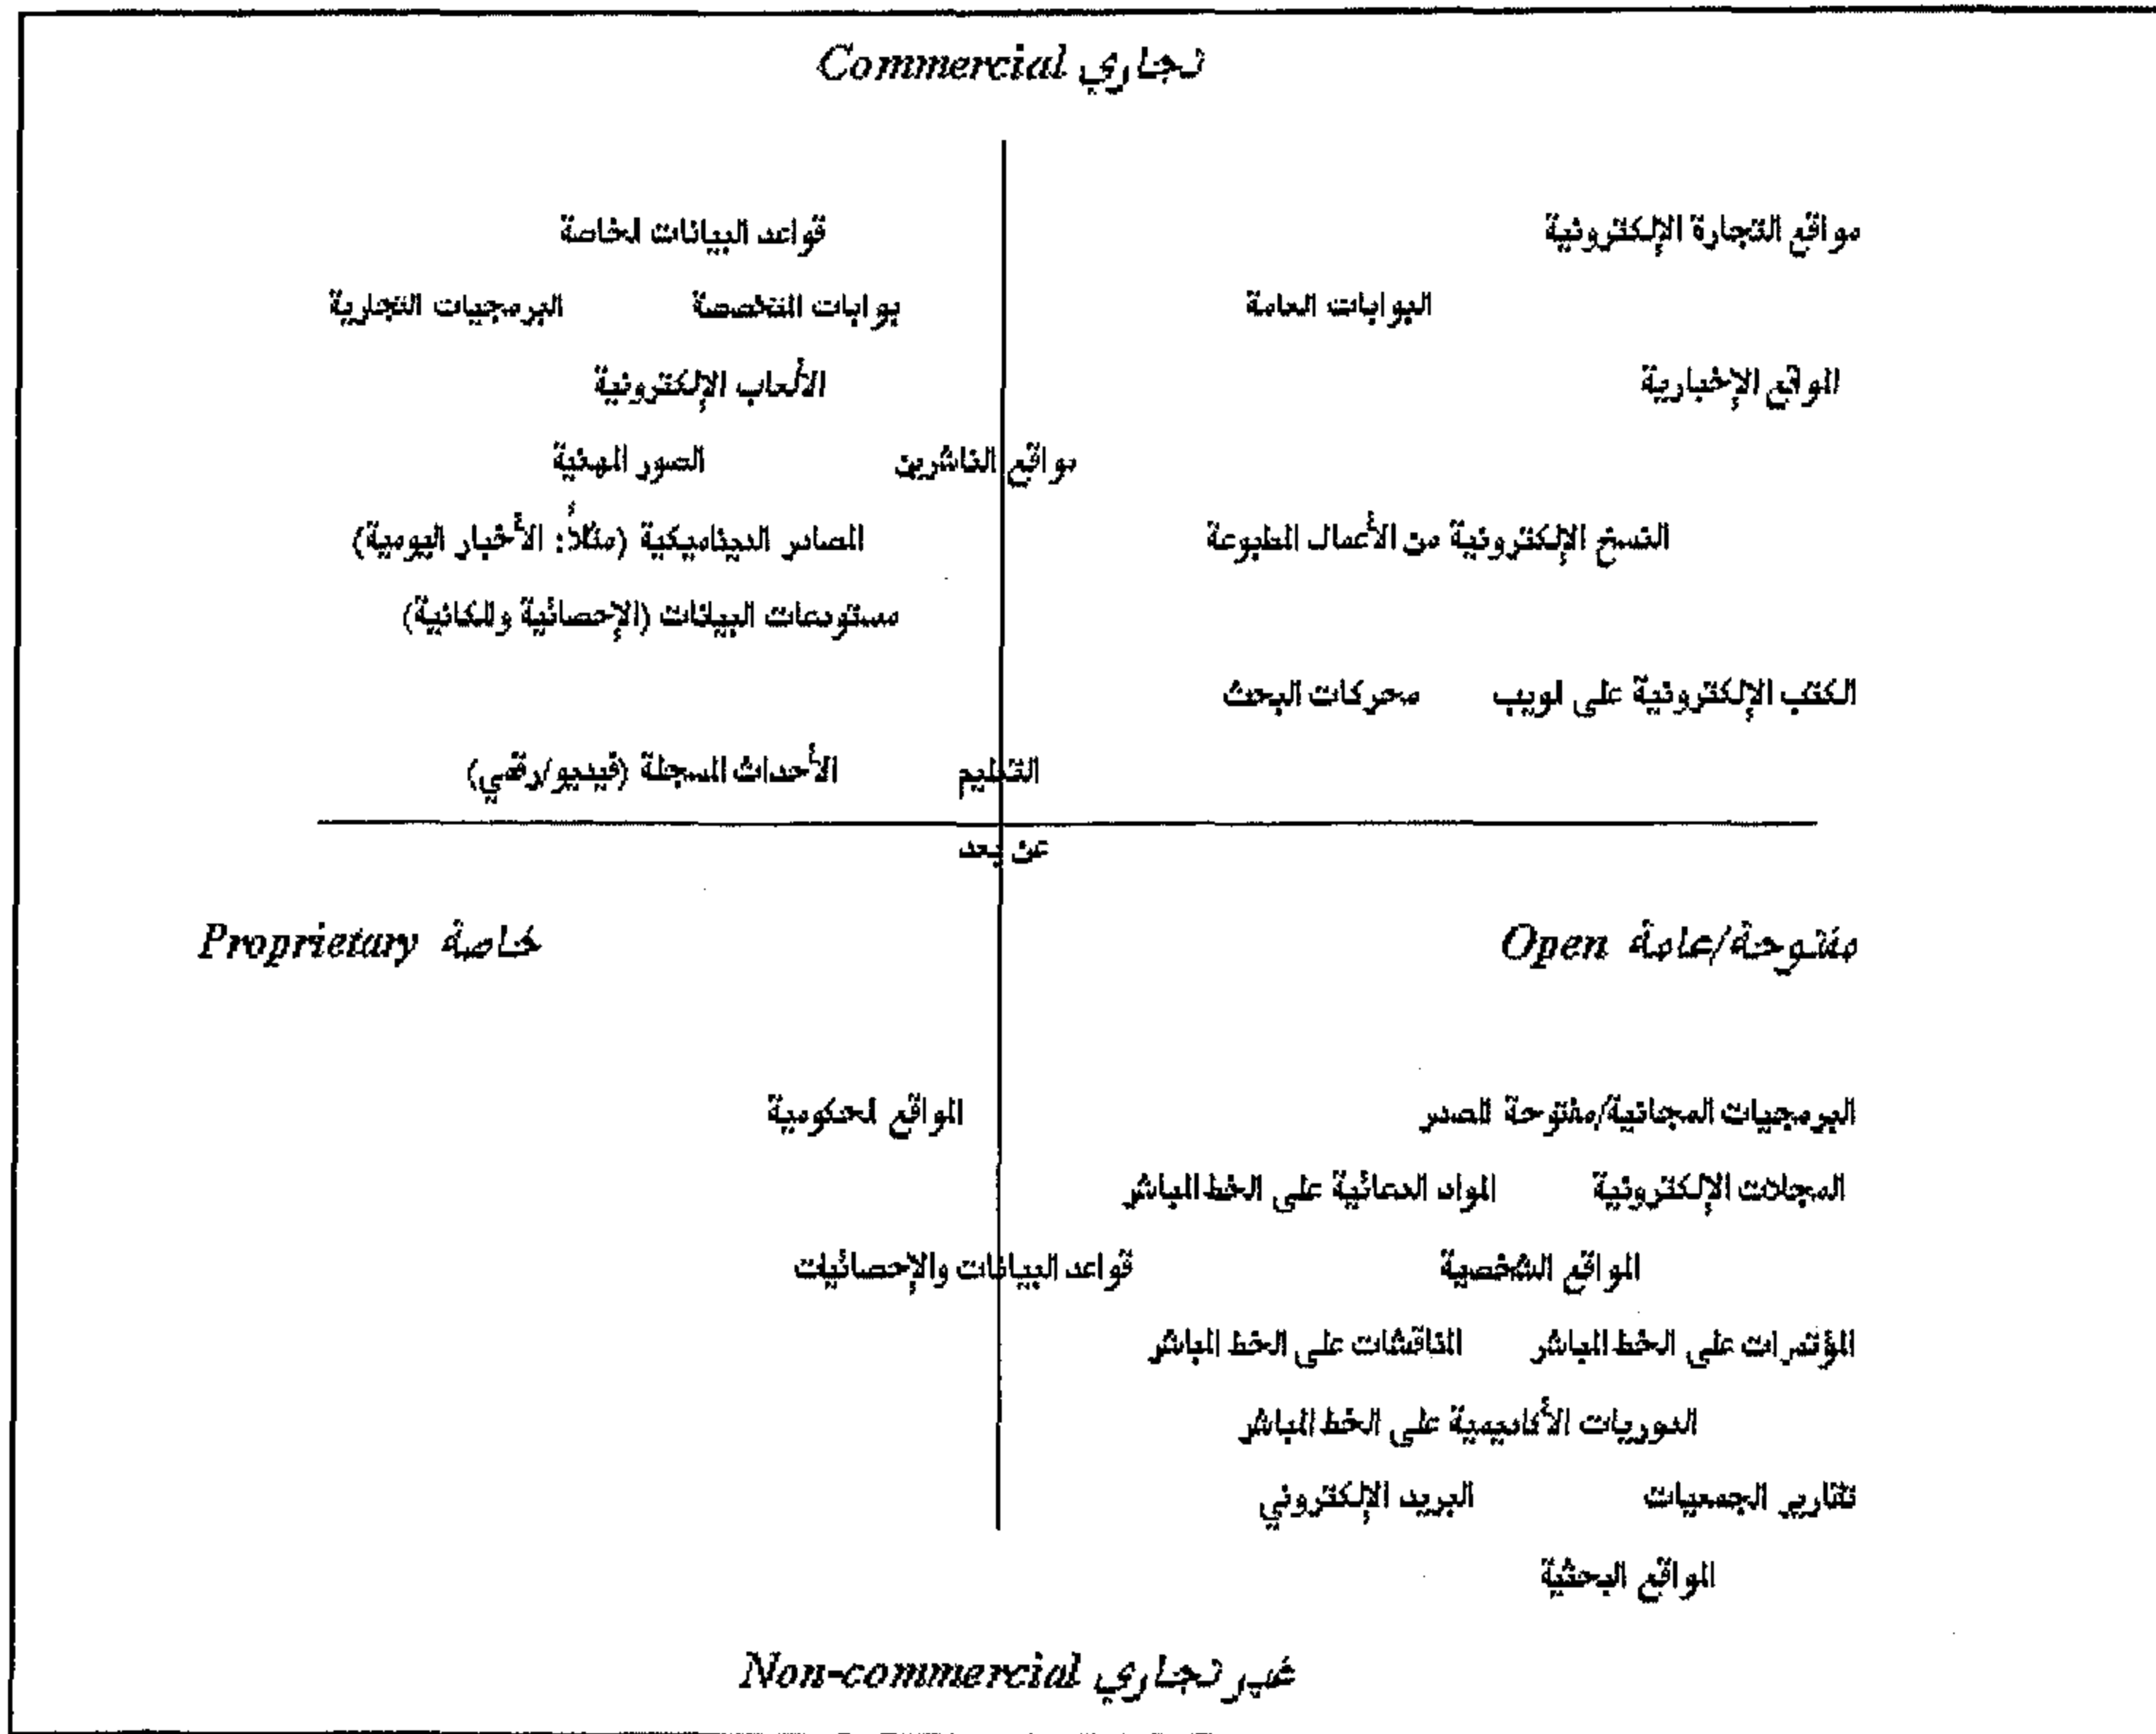 تجاري Commercial
مواقع التجارة الإلكترونية قواعد البيانات الخاصة
البوابات العامة بوابات المتخصصة البرمجيات التجارية
المواقع الإخبارية الألعاب الإلكترونية
مواقع الناشرين الصور المهنية
النسخ الإلكترونية من الأعمال المطبوعة المصادر الديناميكية (مثلاً: الأخبار اليومية)
مستودعات البيانات (الإحصائية والمكانية)
الكتب الإلكترونية على الويب محركات البحث
التعليم الأحداث المسجلة (فيديو/رقمي)
عن بعد
مفتوحة/عامة Open خاصة Proprietary
المواقع الحكومية
البرمجيات المجانية/مفتوحة المصدر
المجلات الإلكترونية المواد الدعائية على الخط المباشر
المواقع الشخصية قواعد البيانات والإحصائيات
المؤتمرات على الخط المباشر المناقشات على الخط المباشر
الدوريات الأكاديمية على الخط المباشر
تقارير الجمعيات البريد الإلكتروني
المواقع البحثية
غير تجاري Non-commercial